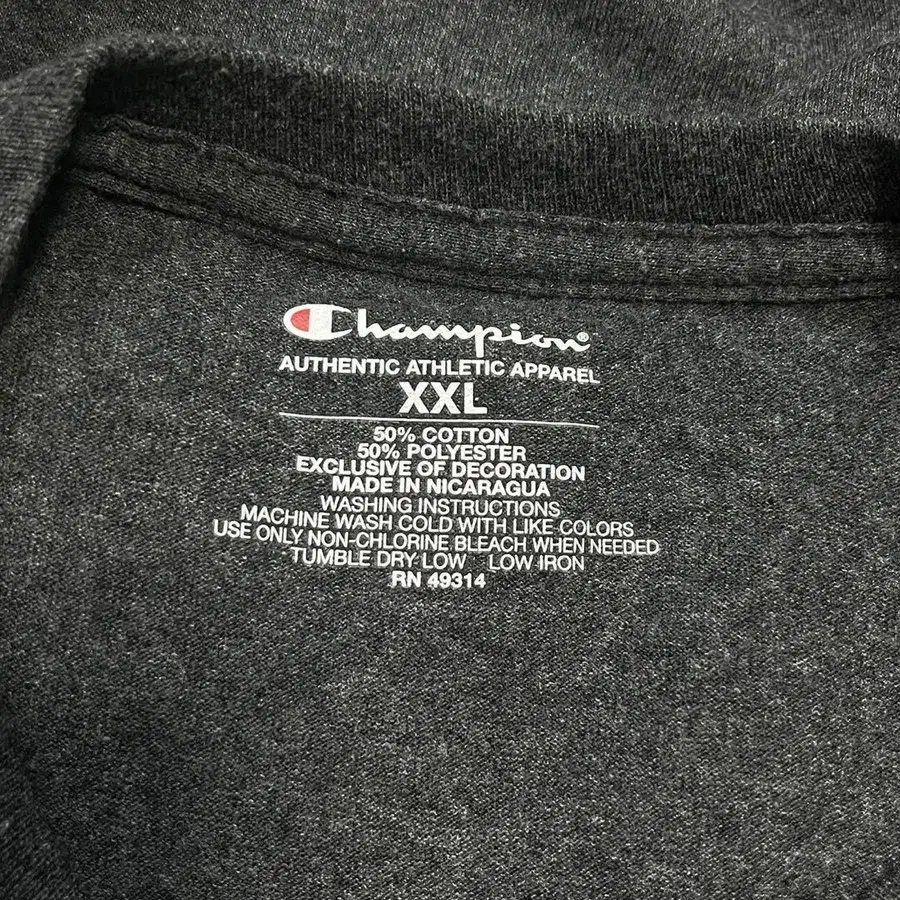 Champion®
AUTHENTIC ATHLETIC APPAREL
XXL
50% COTTON
50% POLYESTER
EXCLUSIVE OF DECORATION
MADE IN NICARAGUA
WASHING INSTRUCTIONS
MACHINE WASH COLD WITH LIKE COLORS
USE ONLY NON-CHLORINE BLEACH WHEN NEEDED
TUMBLE DRY LOW LOW IRON
RN 49314